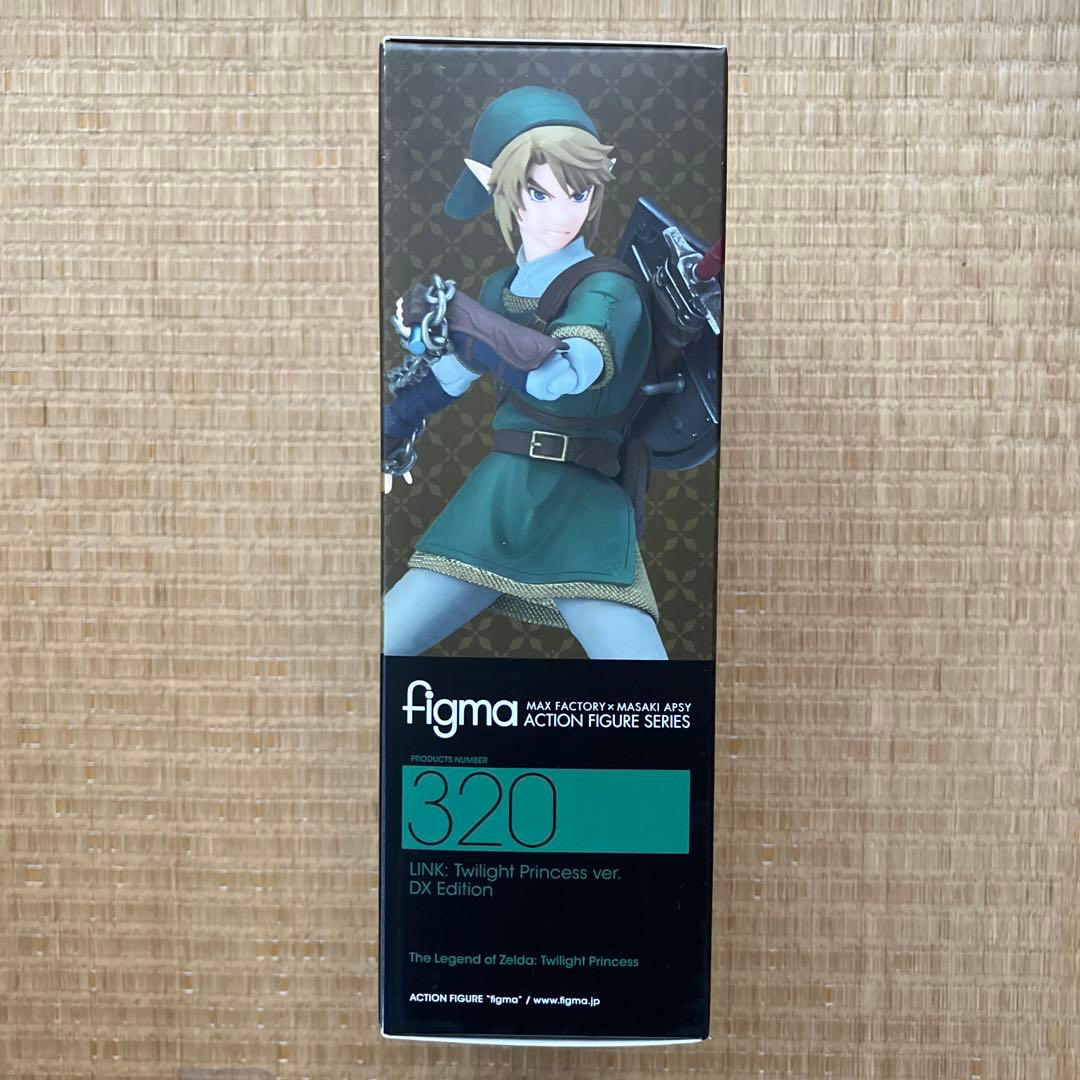 figma MAX FACTORY×MASAKI APSY
ACTION FIGURE SERIES
PRODUCTS NUMBER
320
LINK: Twilight Princess ver.
DX Edition
The Legend of Zelda: Twilight Princess
ACTION FIGURE "figma" / www.figma.jp